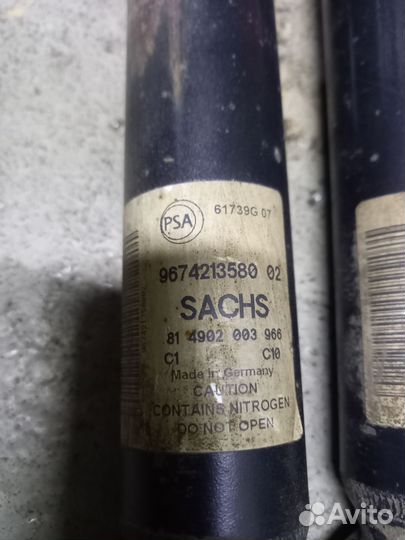 PSA
61739G 07
9674213580 02
SACHS
81 4902 003 966
C1 C10
Made in Germany
CAUTION
CONTAINS NITROGEN
DO NOT OPEN
Avito